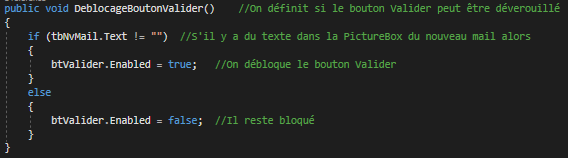 public void DeblocageBoutonValider()    //On définit si le bouton Valider peut être déverouillé
{
if (tbNvMail.Text != "")  //S'il y a du texte dans la PictureBox du nouveau mail alors
{
btValider.Enabled = true;   //On débloque le bouton Valider
}
else
{
btValider.Enabled = false;  //Il reste bloqué
}
}